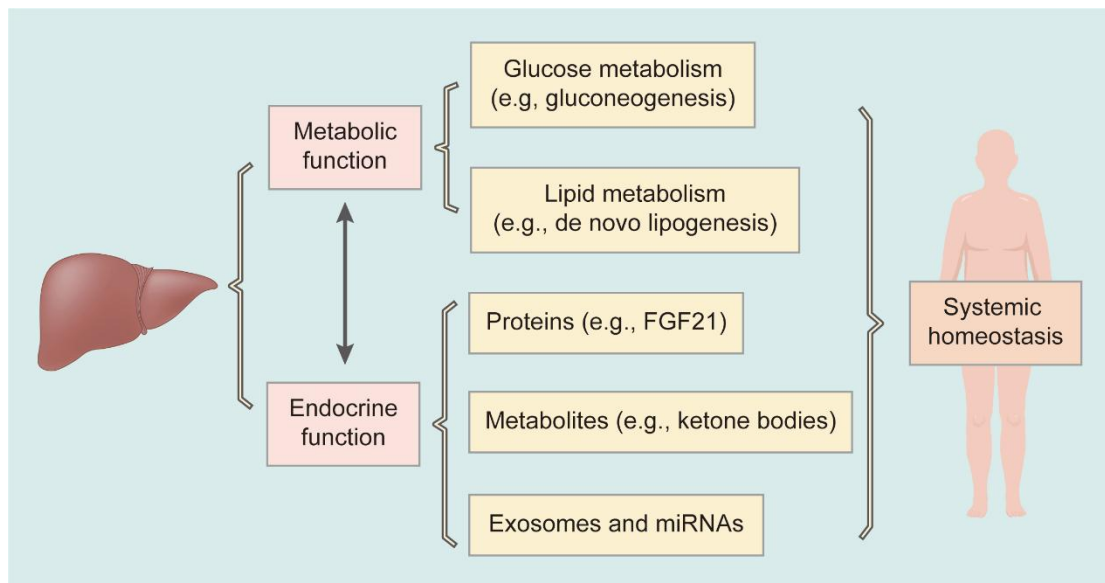 Glucose metabolism
(e.g, gluconeogenesis)
Metabolic
function
Lipid metabolism
(e.g., de novo lipogenesis)
Proteins (e.g., FGF21)
Endocrine
function
Metabolites (e.g., ketone bodies)
Exosomes and miRNAs
Systemic
homeostasis